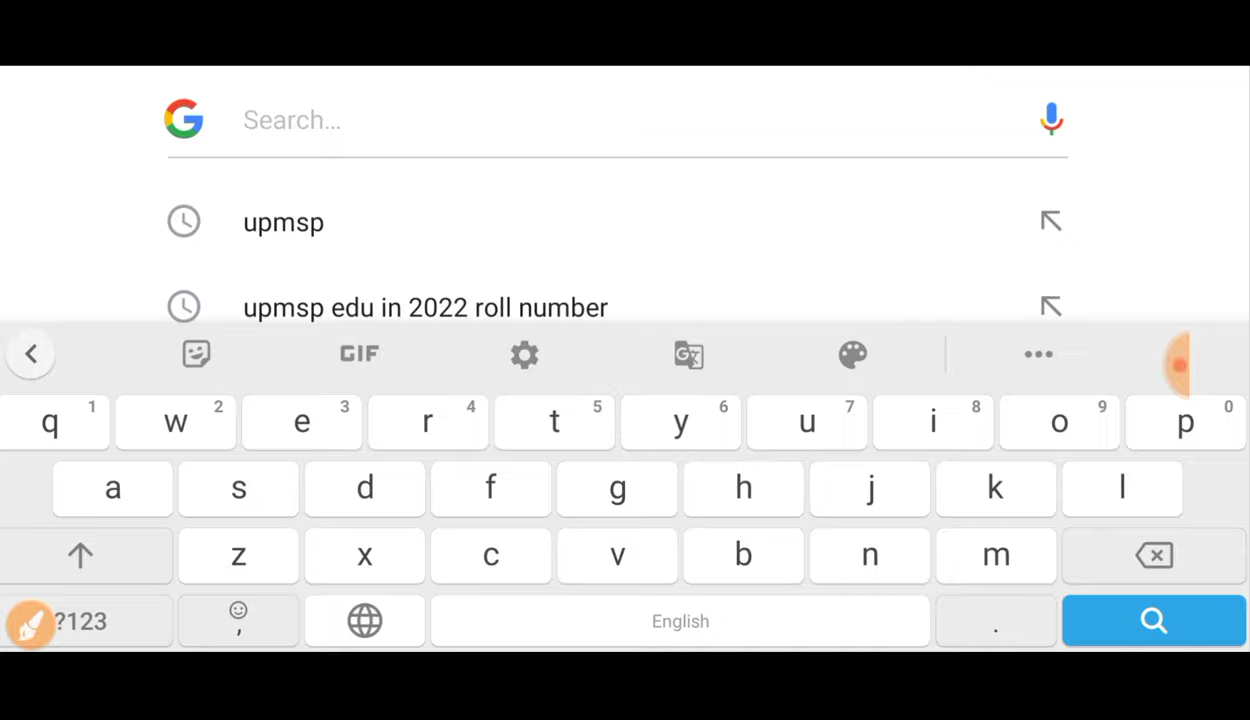 Search...
upmsp
upmsp edu in 2022 roll number
GIF
q 1 w 2 e 3 r 4 t 5 y 6 u 7 i 8 o 9 p 0
a s d f g h j k l
z x c v b n m
?123 , English .